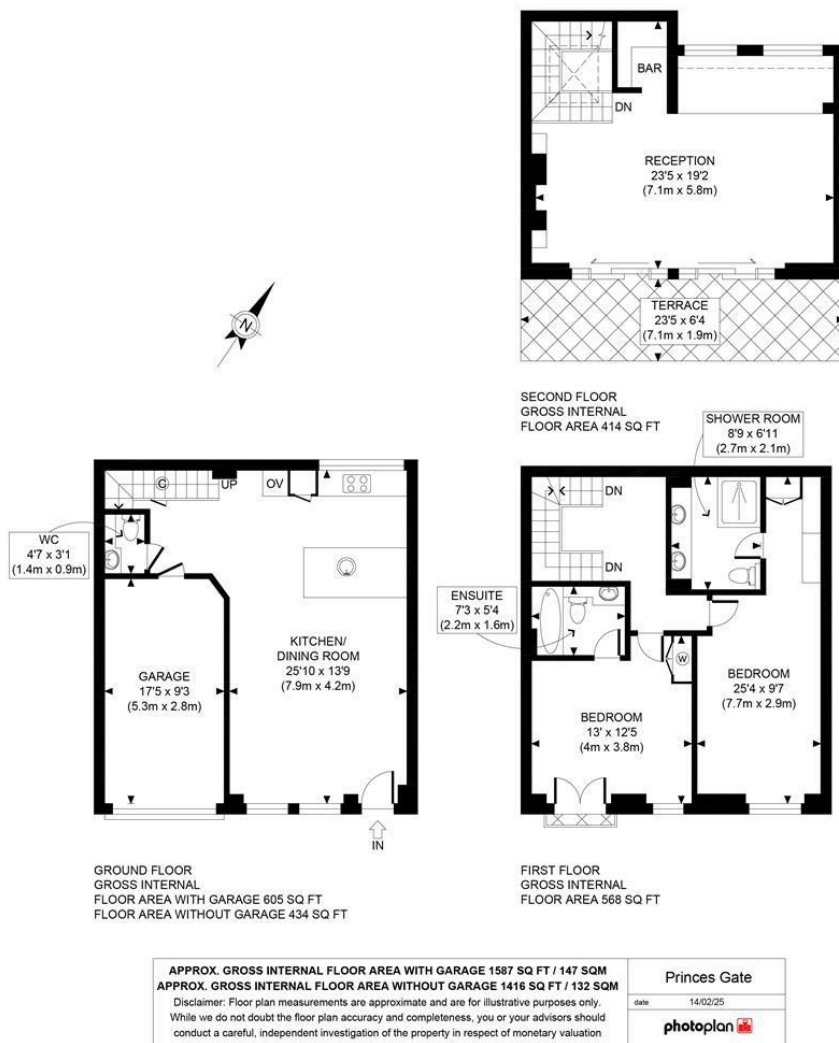 BAR
DN
RECEPTION
23'5 x 19'2
(7.1m x 5.8m)
TERRACE
23'5 x 6'4
(7.1m x 1.9m)
SECOND FLOOR
GROSS INTERNAL
FLOOR AREA 414 SQ FT
N
C
UP
OV
WC
4'7 x 3'1
(1.4m x 0.9m)
GARAGE
17'5 x 9'3
(5.3m x 2.8m)
KITCHEN/
DINING ROOM
25'10 x 13'9
(7.9m x 4.2m)
IN
GROUND FLOOR
GROSS INTERNAL
FLOOR AREA WITH GARAGE 605 SQ FT
FLOOR AREA WITHOUT GARAGE 434 SQ FT
SHOWER ROOM
8'9 x 6'11
(2.7m x 2.1m)
DN
DN
ENSUITE
7'3 x 5'4
(2.2m x 1.6m)
W
BEDROOM
13' x 12'5
(4m x 3.8m)
BEDROOM
25'4 x 9'7
(7.7m x 2.9m)
FIRST FLOOR
GROSS INTERNAL
FLOOR AREA 568 SQ FT
APPROX. GROSS INTERNAL FLOOR AREA WITH GARAGE 1587 SQ FT / 147 SQM
APPROX. GROSS INTERNAL FLOOR AREA WITHOUT GARAGE 1416 SQ FT / 132 SQM
Disclaimer: Floor plan measurements are approximate and are for illustrative purposes only.
While we do not doubt the floor plan accuracy and completeness, you or your advisors should
conduct a careful, independent investigation of the property in respect of monetary valuation
Princes Gate
date 14/02/25
photoplan